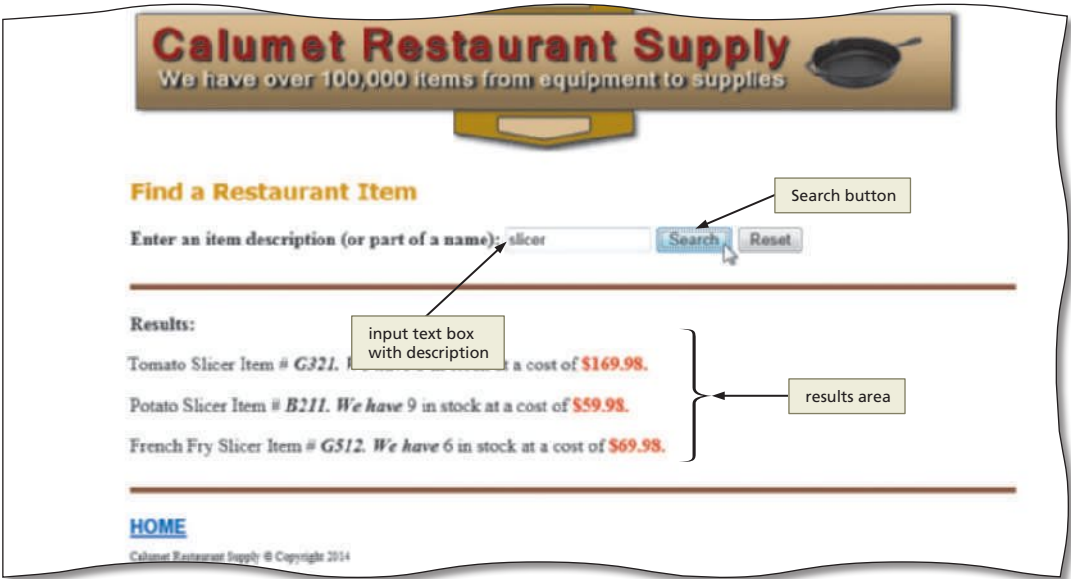 Calumet Restaurant Supply
We have over 100,000 items from equipment to supplies
Find a Restaurant Item
Search button
Enter an item description (or part of a name): slicer Search Reset
Results:
input text box
with description
Tomato Slicer Item # G321. t a cost of $169.98.
results area
Potato Slicer Item # B211. We have 9 in stock at a cost of $59.98.
French Fry Slicer Item # G512. We have 6 in stock at a cost of $69.98.
HOME
Calumet Restaurant Supply © Copyright 2014